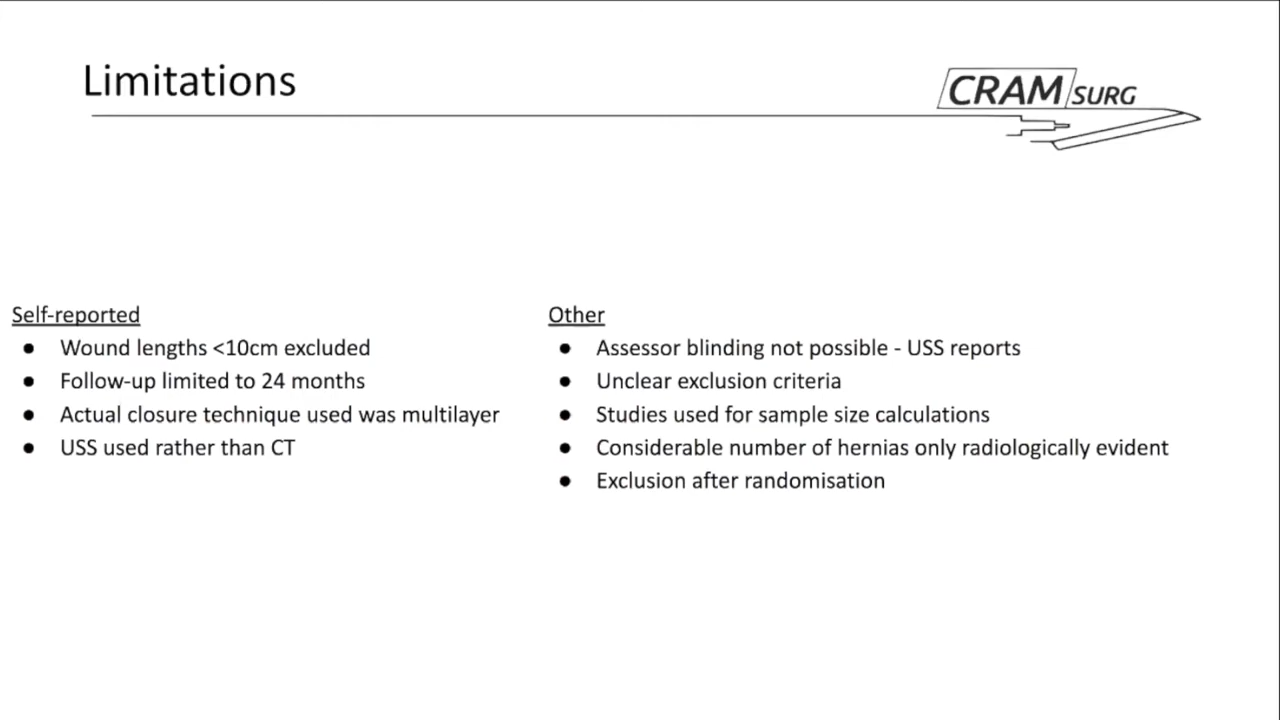 Limitations
CRAM SURG
Self-reported
● Wound lengths <10cm excluded
● Follow-up limited to 24 months
● Actual closure technique used was multilayer
● USS used rather than CT
Other
● Assessor blinding not possible - USS reports
● Unclear exclusion criteria
● Studies used for sample size calculations
● Considerable number of hernias only radiologically evident
● Exclusion after randomisation